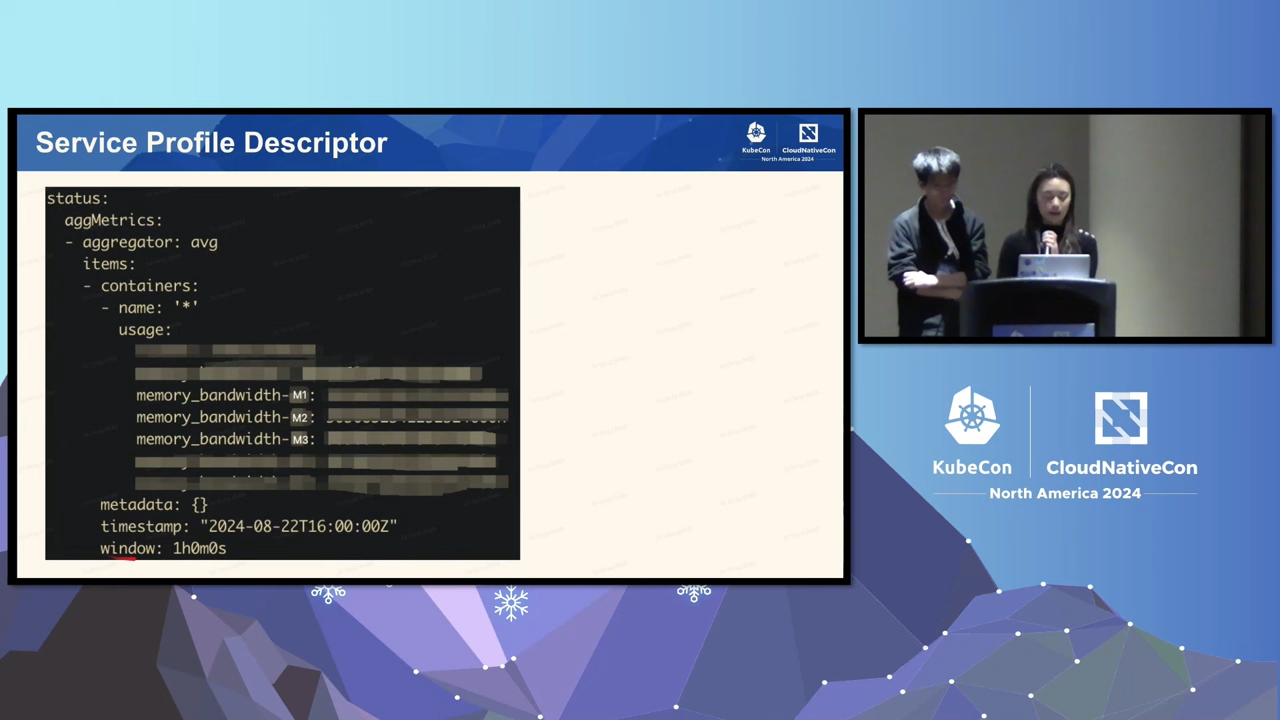 Service Profile Descriptor
KubeCon
CloudNativeCon
North America 2024
status:
aggMetrics:
- aggregator: avg
items:
- containers:
- name: '*'
usage:
memory_bandwidth-M1:
memory_bandwidth-M2:
memory_bandwidth-M3:
metadata: {}
timestamp: "2024-08-22T16:00:00Z"
window: 1h0m0s
KubeCon
CloudNativeCon
North America 2024